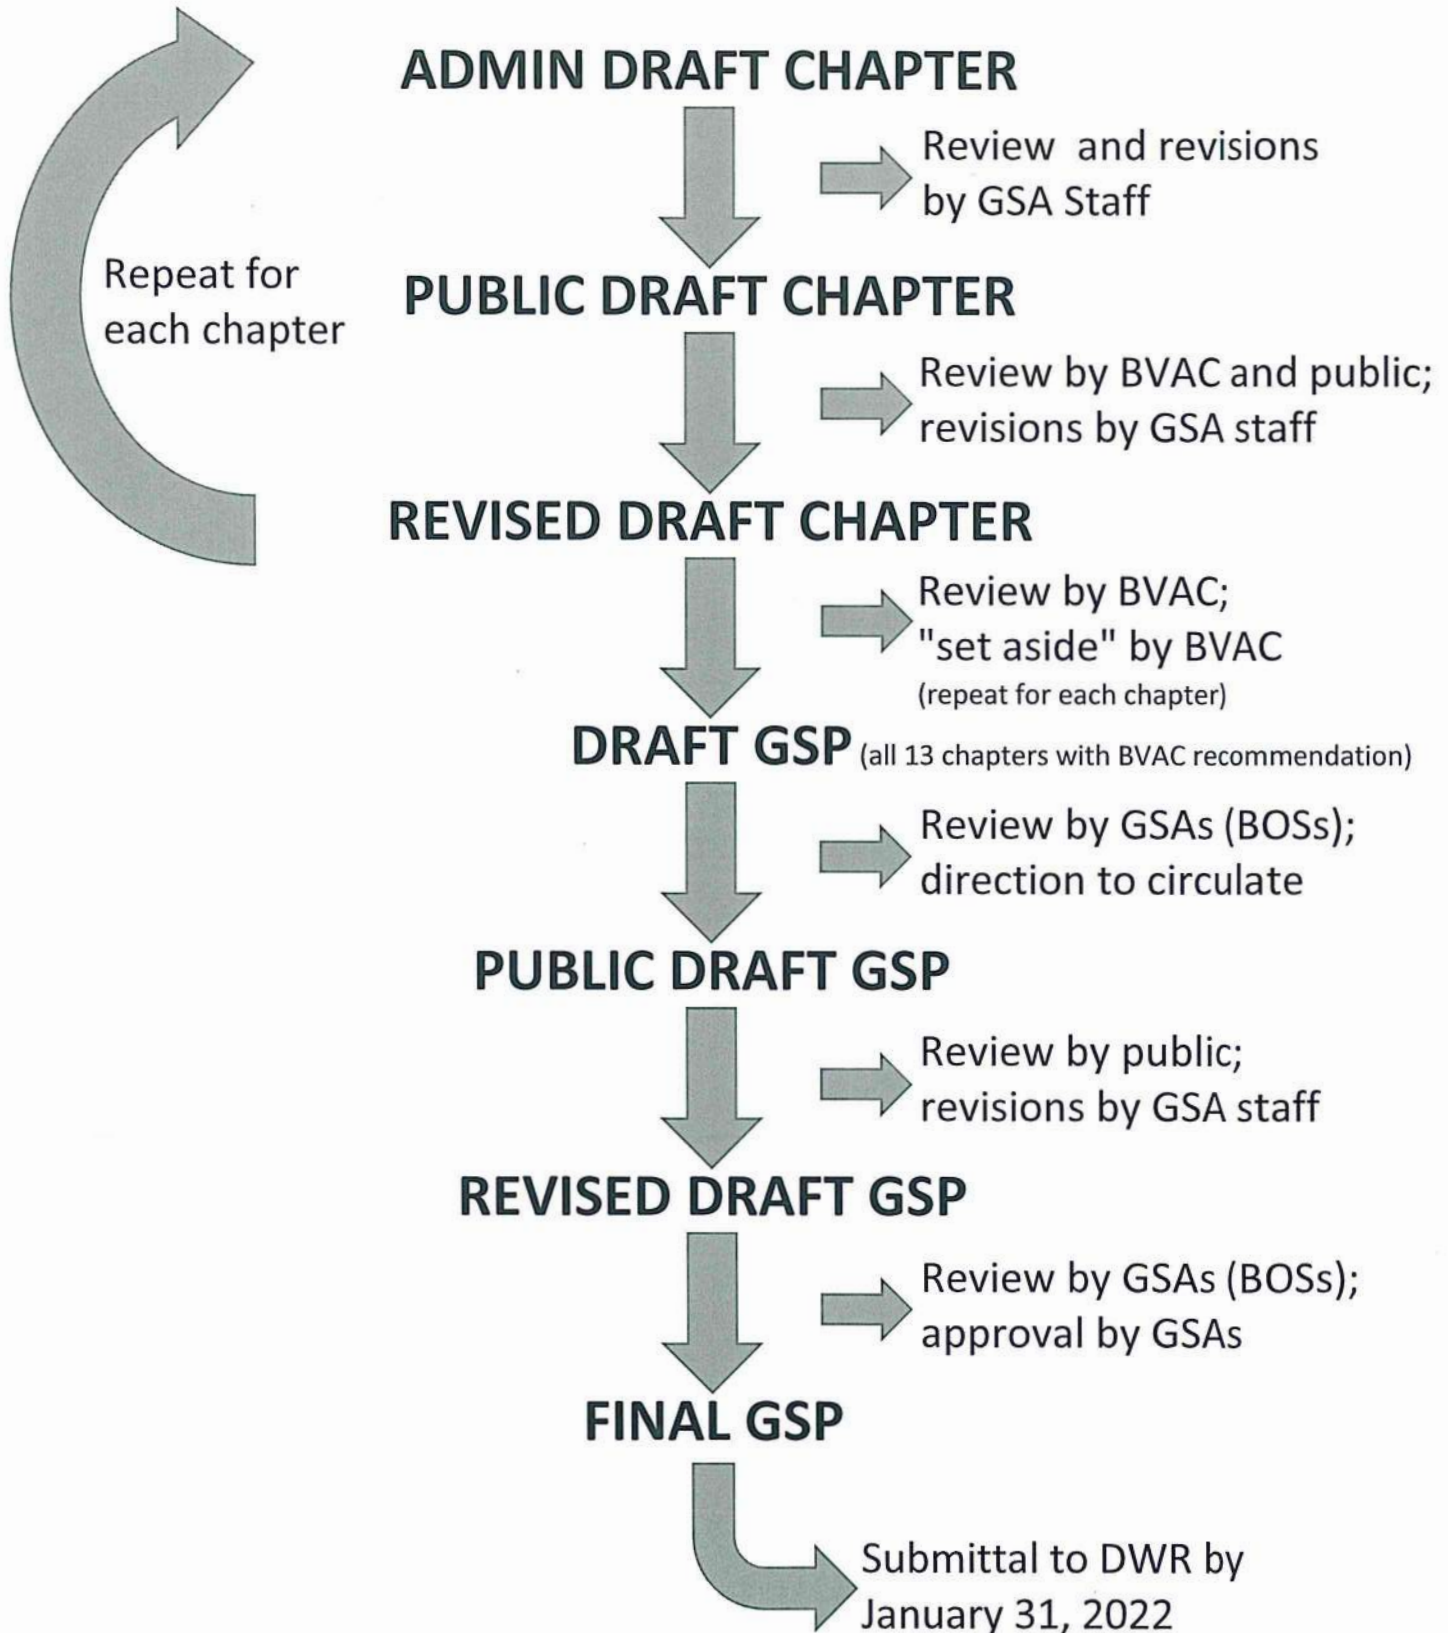 ADMIN DRAFT CHAPTER
Review and revisions
by GSA Staff
Repeat for
each chapter
PUBLIC DRAFT CHAPTER
Review by BVAC and public;
revisions by GSA staff
REVISED DRAFT CHAPTER
Review by BVAC;
"set aside" by BVAC
(repeat for each chapter)
DRAFT GSP (all 13 chapters with BVAC recommendation)
Review by GSAs (BOSs);
direction to circulate
PUBLIC DRAFT GSP
Review by public;
revisions by GSA staff
REVISED DRAFT GSP
Review by GSAs (BOSs);
approval by GSAs
FINAL GSP
Submittal to DWR by
January 31, 2022